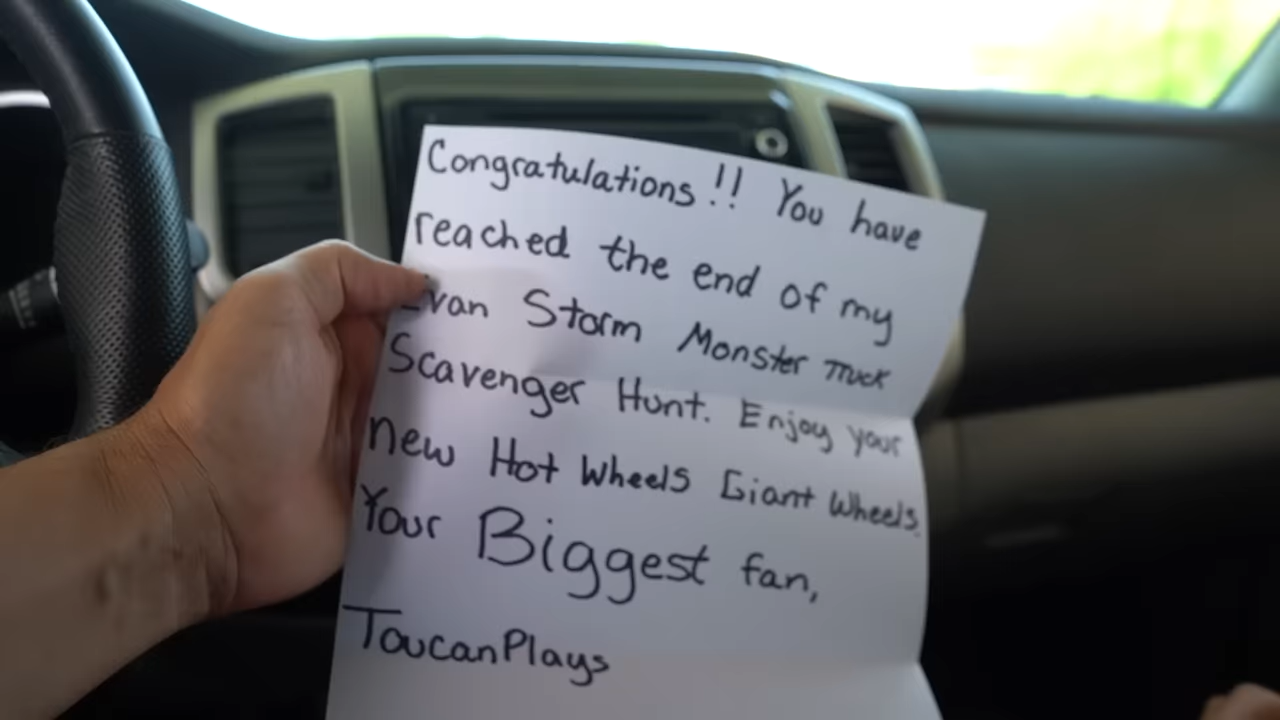 Congratulations!! You have
reached the end of my
Evan Storm Monster Truck
Scavenger Hunt. Enjoy your
new Hot Wheels Giant Wheels.
Your Biggest fan,
ToucanPlays